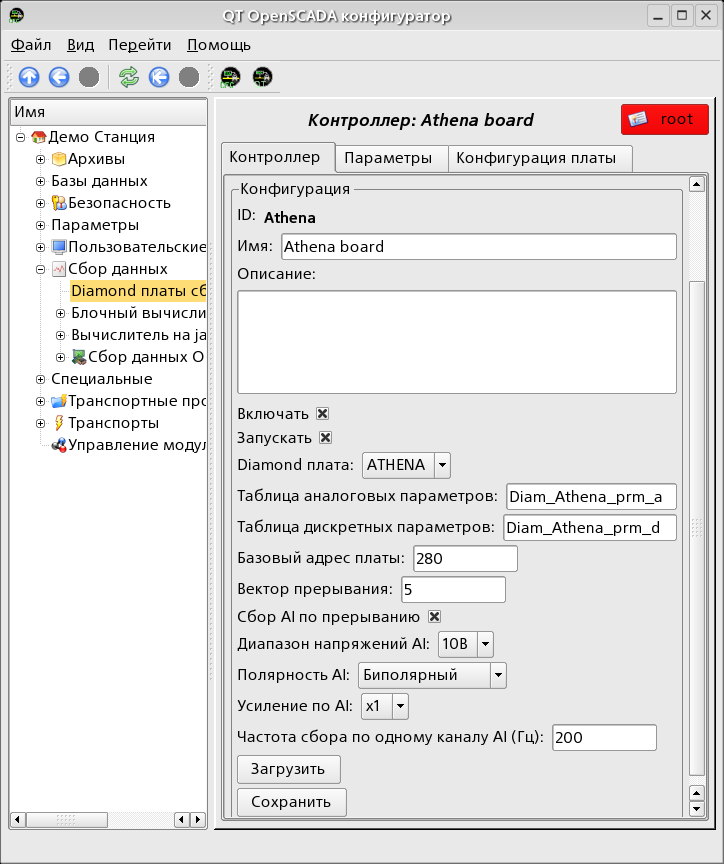 QT OpenSCADA конфигуратор
Файл Вид Перейти Помощь
Имя
Демо Станция
Архивы
Базы данных
Безопасность
Параметры
Пользовательские
Сбор данных
Diamond платы сб
Блочный вычисли
Вычислитель на ja
Сбор данных О
Специальные
Транспортные про
Транспорты
Управление модул
Контроллер: Athena board
root
Контроллер Параметры Конфигурация платы
Конфигурация
ID: Athena
Имя: Athena board
Описание:
Включать
Запускать
Diamond плата: ATHENA
Таблица аналоговых параметров: Diam_Athena_prm_a
Таблица дискретных параметров: Diam_Athena_prm_d
Базовый адрес платы: 280
Вектор прерывания: 5
Сбор AI по прерыванию
Диапазон напряжений AI: 10В
Полярность AI: Биполярный
Усиление по AI: x1
Частота сбора по одному каналу AI (Гц): 200
Загрузить
Сохранить